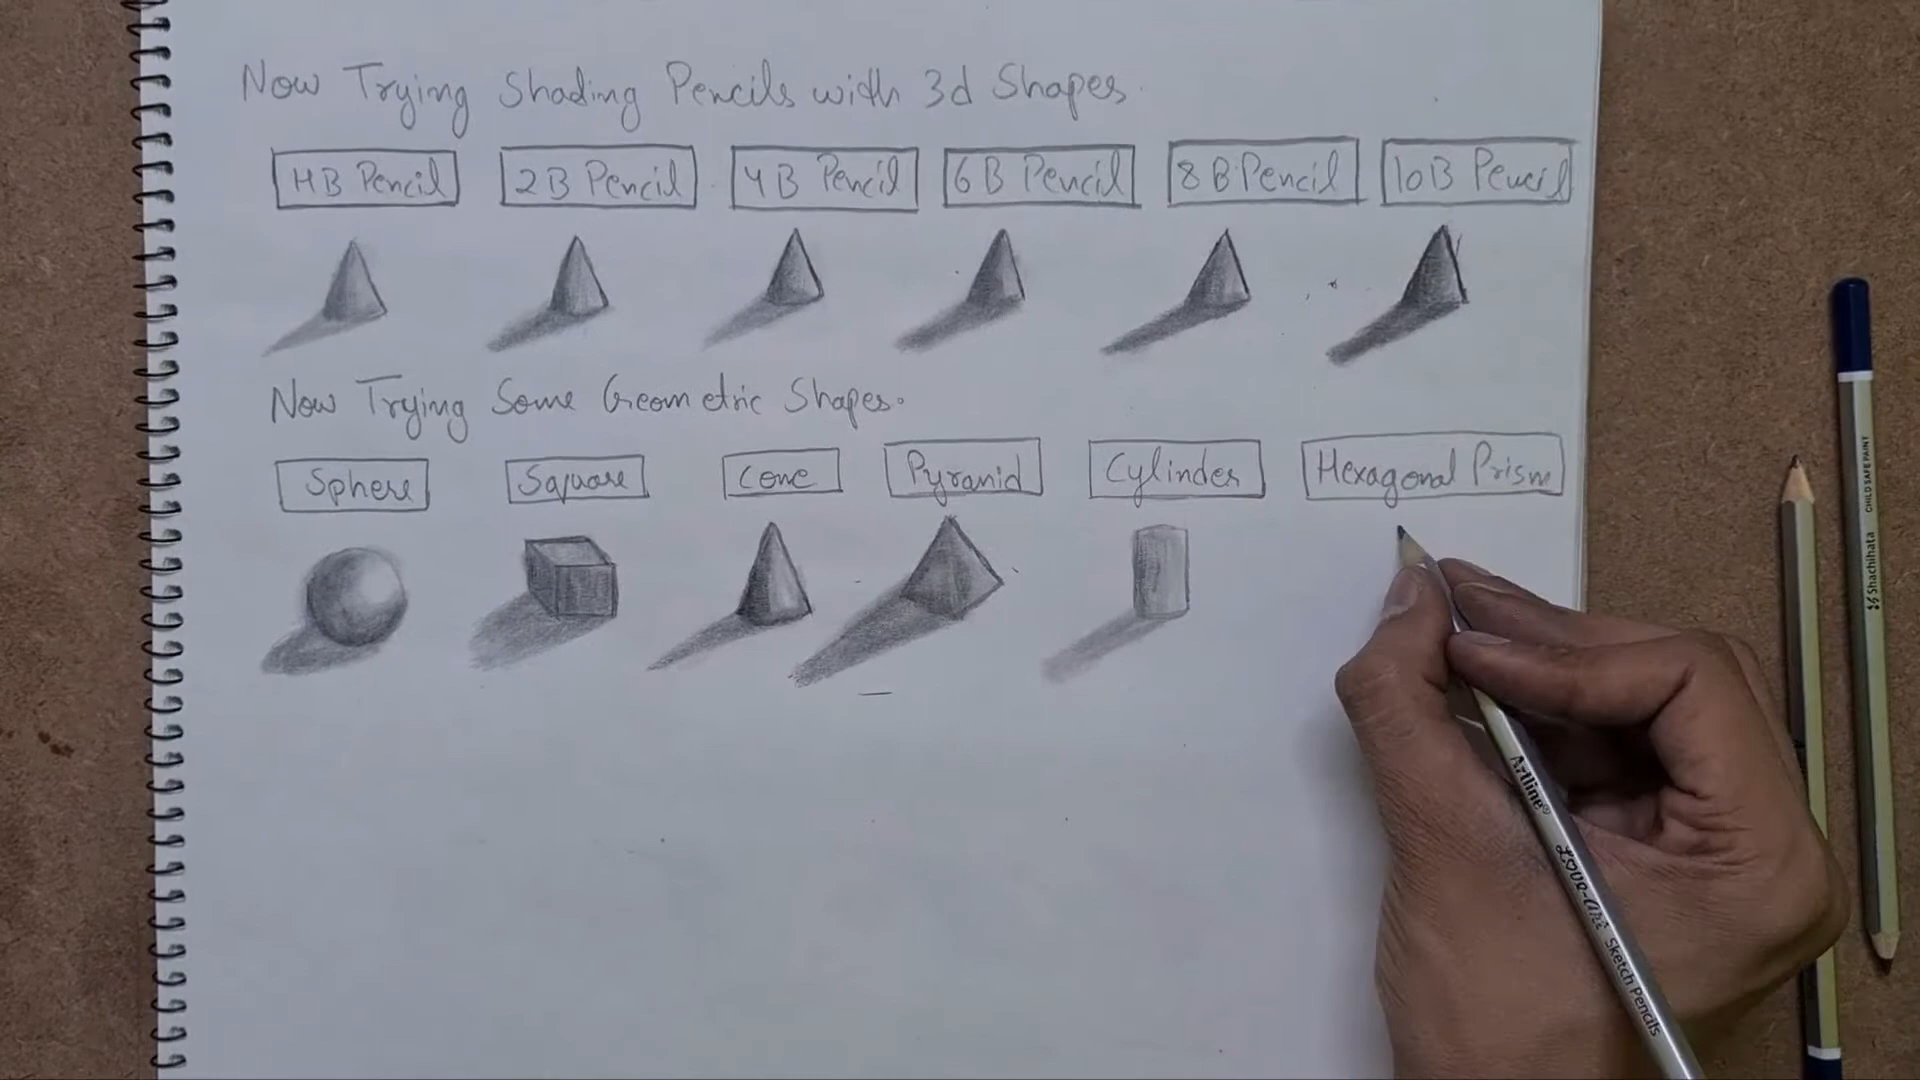 Now Trying Shading Pencils with 3d Shapes.
HB Pencil 2B Pencil 4B Pencil 6B Pencil 8B Pencil 10B Pencil
Now Trying Some Geometric Shapes.
Sphere Square Cone Pyramid Cylinder Hexagonal Prism
Artline® Love-Art Sketch Pencils
Shachihata CHILD SAFE PAINT